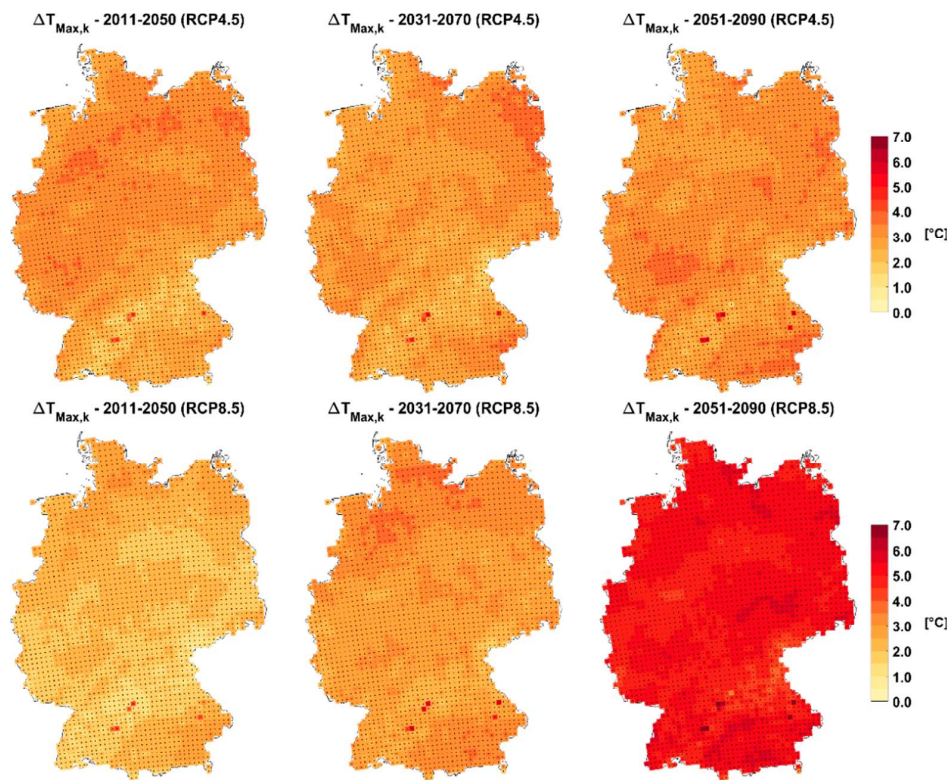 ΔT_Max,k - 2011-2050 (RCP4.5)
ΔT_Max,k - 2031-2070 (RCP4.5)
ΔT_Max,k - 2051-2090 (RCP4.5)
7.0
6.0
5.0
4.0
3.0
2.0
1.0
0.0
[°C]
ΔT_Max,k - 2011-2050 (RCP8.5)
ΔT_Max,k - 2031-2070 (RCP8.5)
ΔT_Max,k - 2051-2090 (RCP8.5)
7.0
6.0
5.0
4.0
3.0
2.0
1.0
0.0
[°C]